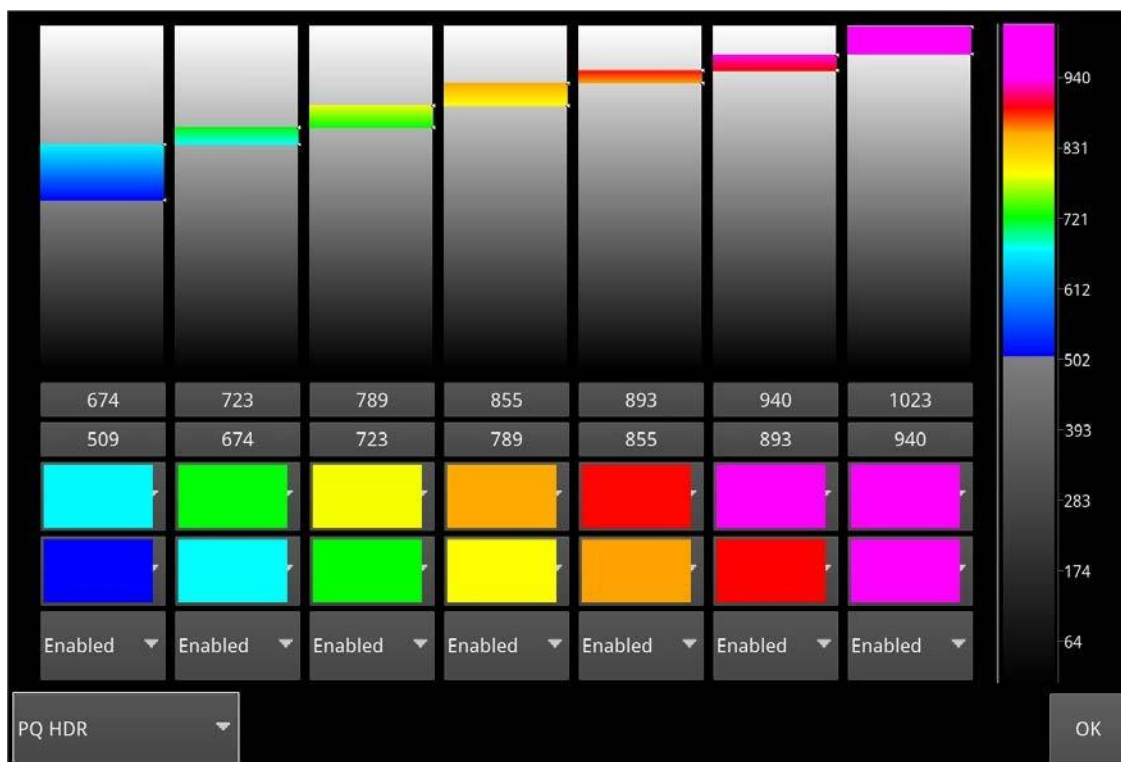 940
831
721
612
502
393
283
174
64
674 723 789 855 893 940 1023
509 674 723 789 855 893 940
Enabled Enabled Enabled Enabled Enabled Enabled Enabled
PQ HDR
OK